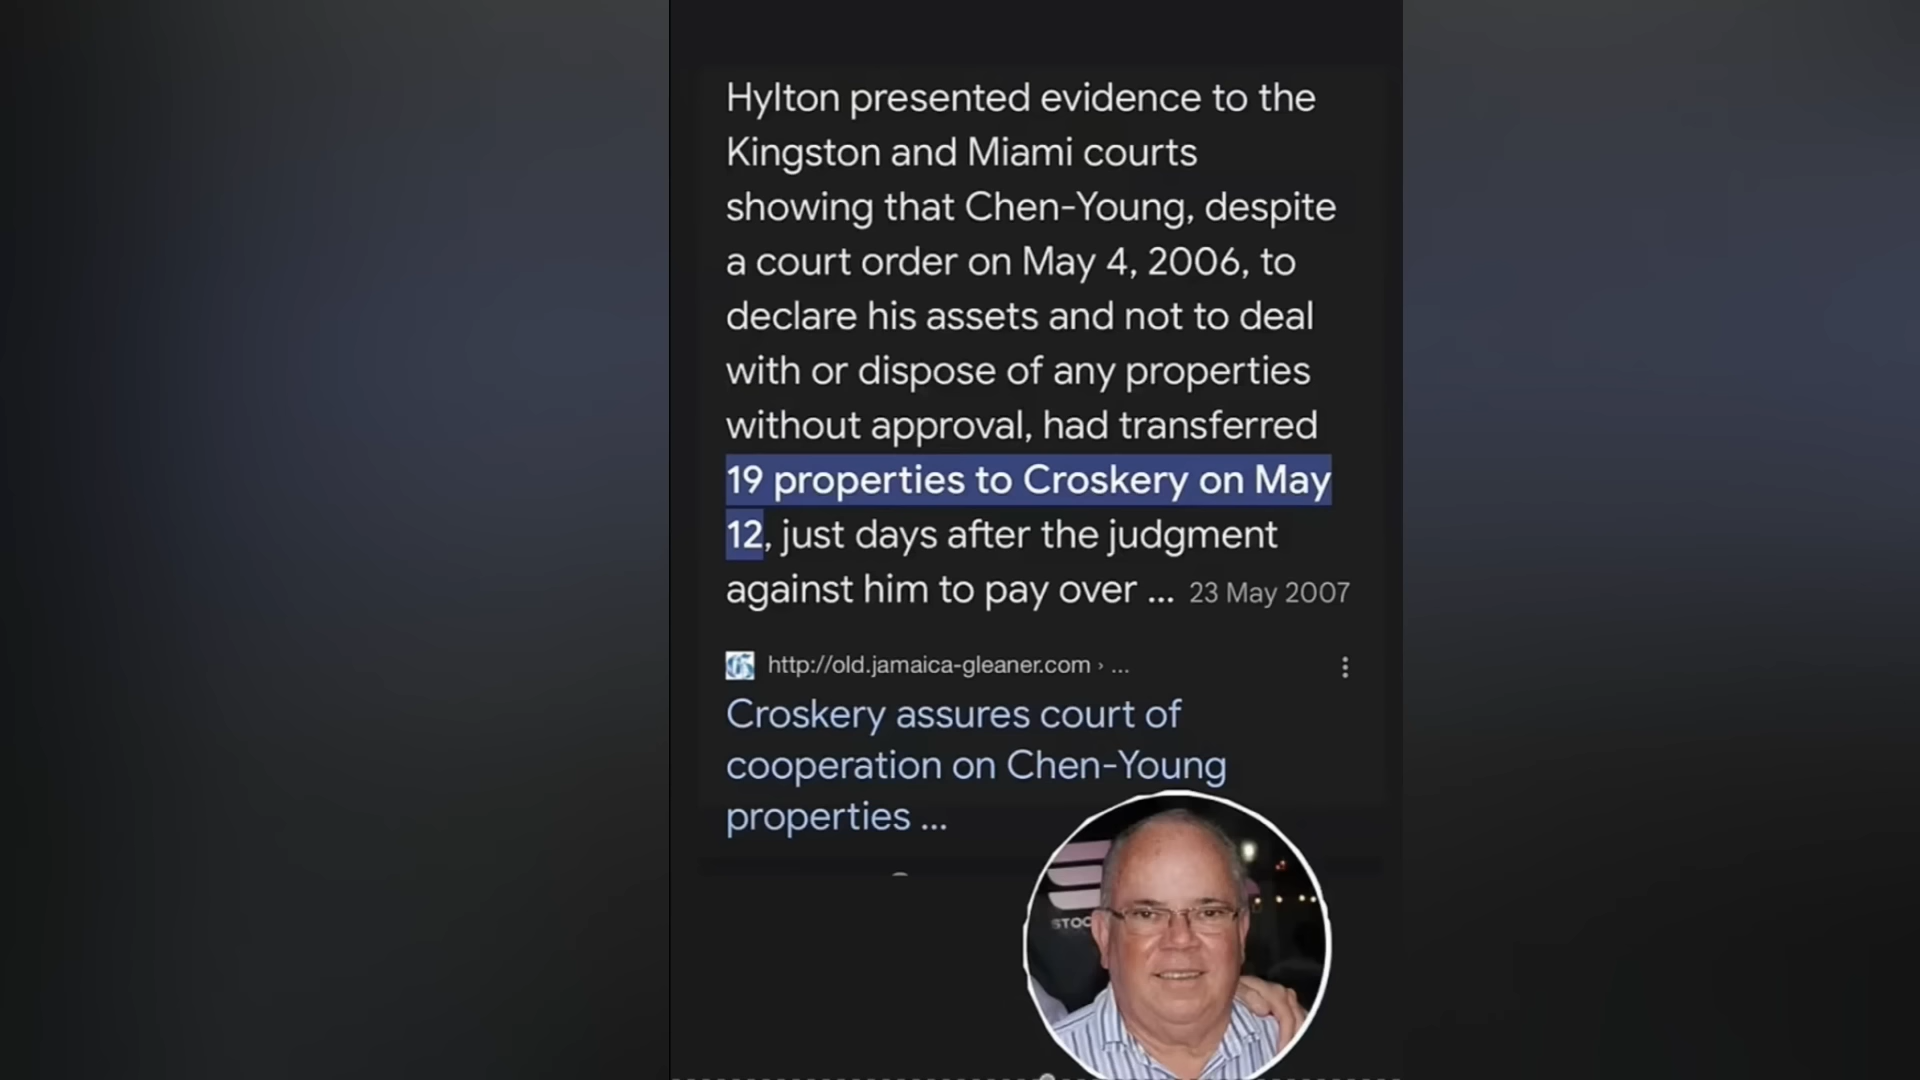 Hylton presented evidence to the
Kingston and Miami courts
showing that Chen-Young, despite
a court order on May 4, 2006, to
declare his assets and not to deal
with or dispose of any properties
without approval, had transferred
19 properties to Croskery on May
12, just days after the judgment
against him to pay over ... 23 May 2007
http://old.jamaica-gleaner.com › ...
Croskery assures court of
cooperation on Chen-Young
properties ...
STOC